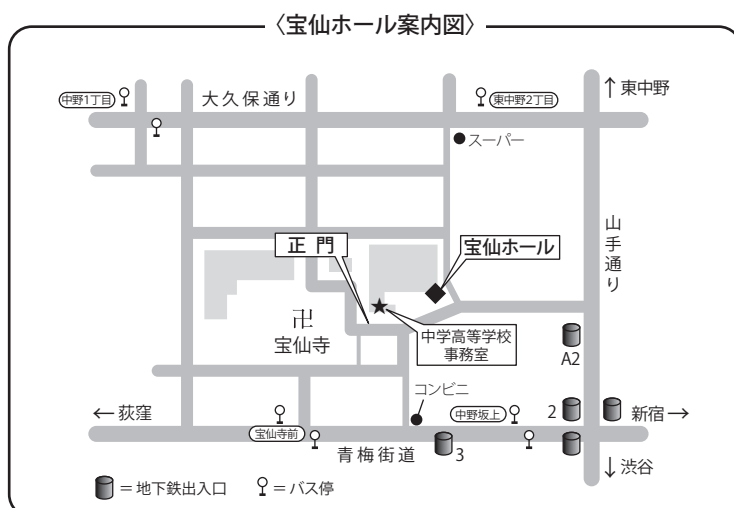 〈宝仙ホール案内図〉
中野1丁目
大久保通り
東中野2丁目
↑東中野
スーパー
山手通り
正門
宝仙ホール
卍
宝仙寺
中学高等学校
事務室
A2
コンビニ
←荻窪
宝仙寺前
中野坂上
2
新宿→
青梅街道
3
↓渋谷
=地下鉄出入口
=バス停